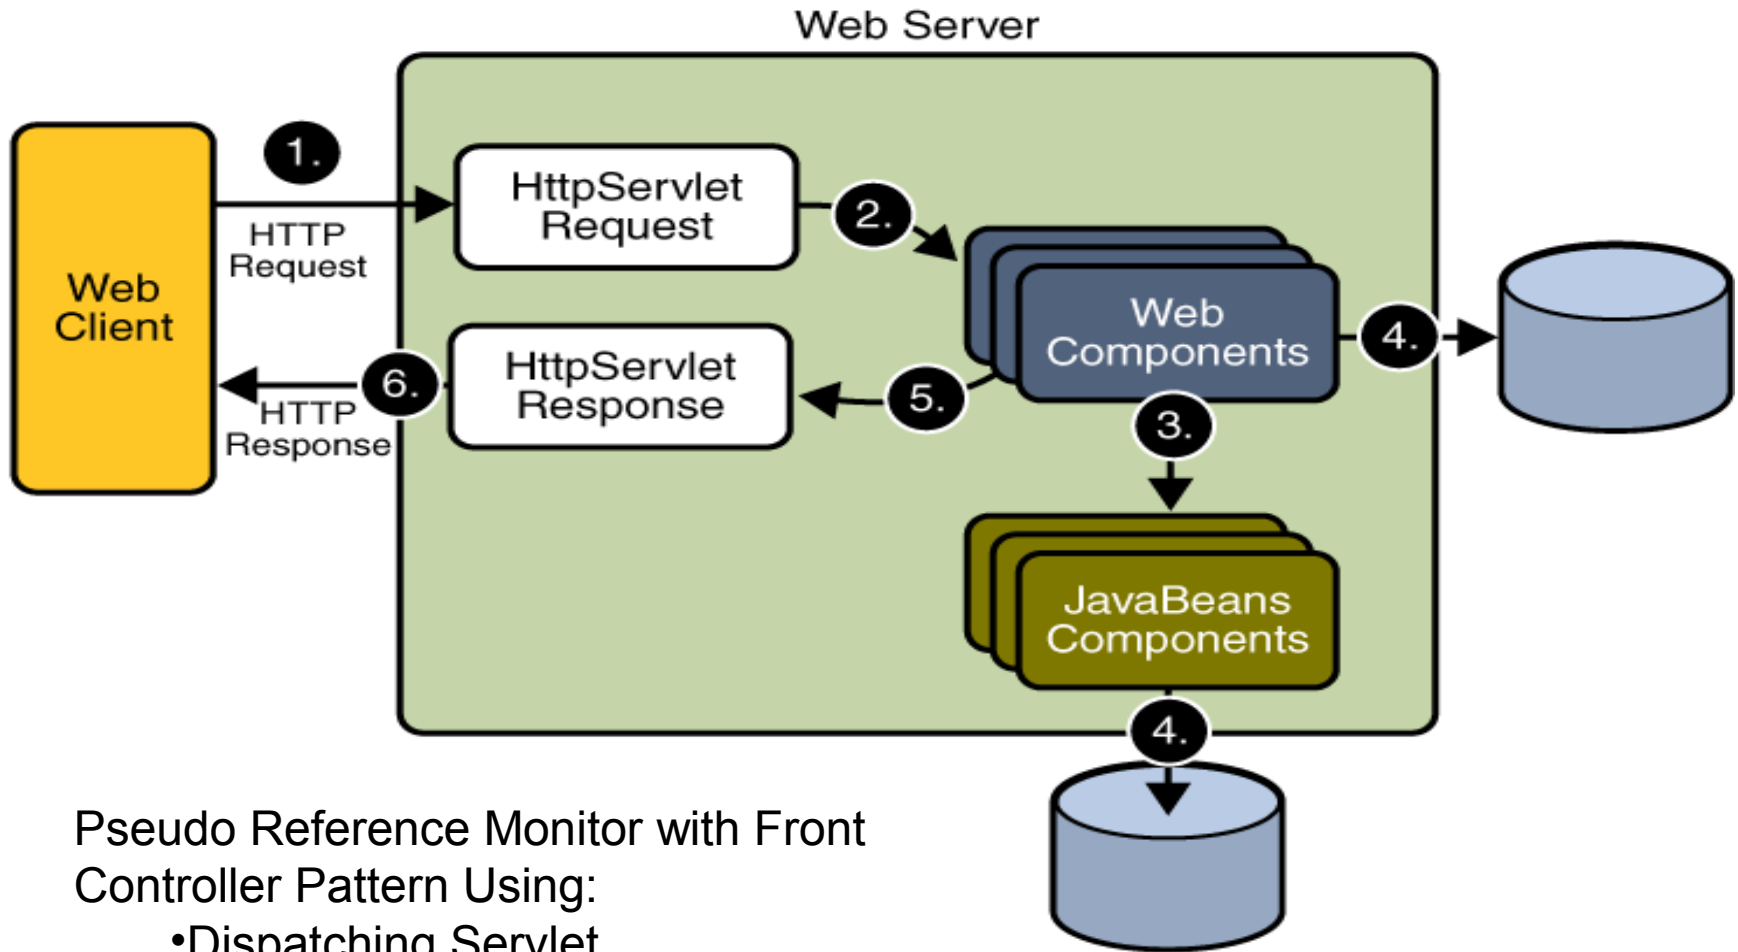 Web Server
1.
HttpServlet
Request
2.
HTTP
Request
Web
Client
Web
Components
4.
HttpServlet
Response
5.
6.
HTTP
Response
3.
JavaBeans
Components
4.
Pseudo Reference Monitor with Front
Controller Pattern Using:
•Dispatching Servlet